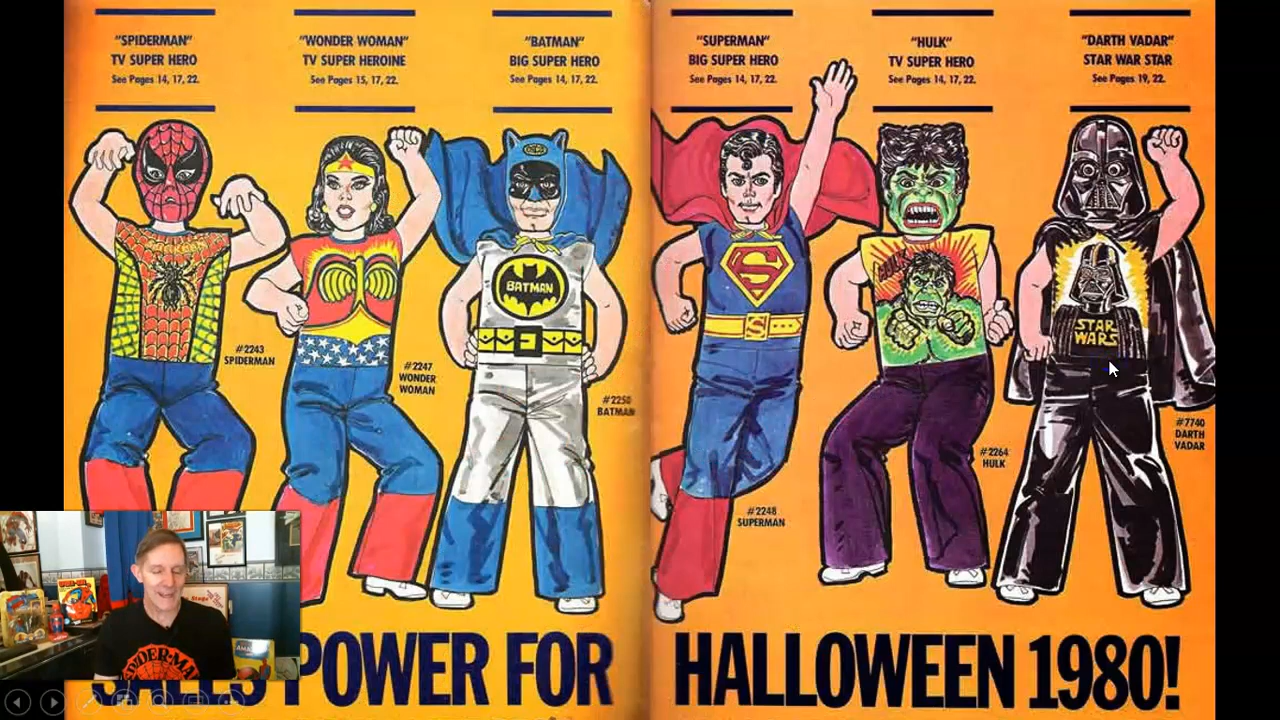 "SPIDERMAN"
TV SUPER HERO
See Pages 14, 17, 22.
"WONDER WOMAN"
TV SUPER HEROINE
See Pages 15, 17, 22.
"BATMAN"
BIG SUPER HERO
See Pages 14, 17, 22.
"SUPERMAN"
BIG SUPER HERO
See Pages 14, 17, 22.
"HULK"
TV SUPER HERO
See Pages 14, 17, 22.
"DARTH VADAR"
STAR WAR STAR
See Pages 19, 22.
BATMAN
S
S
HULK
STAR
WARS
#2243
SPIDERMAN
#2247
WONDER
WOMAN
#2250
BATMAN
#2248
SUPERMAN
#2264
HULK
#7740
DARTH
VADAR
SPIDER-MAN
POWER FOR
HALLOWEEN 1980!